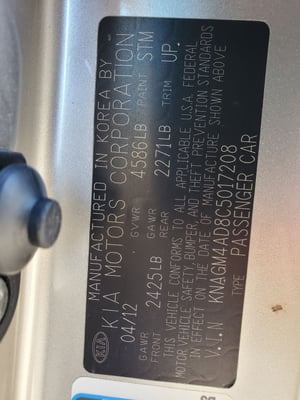 MANUFACTURED IN KOREA BY
KIA MOTORS CORPORATION
04/12 GVWR 4586LB PAINT STM
GAWR FRONT 2425LB GAWR REAR 2271LB TRIM UP.
THIS VEHICLE CONFORMS TO ALL APPLICABLE U.S.A. FEDERAL
MOTOR VEHICLE SAFETY, BUMPER, AND THEFT PREVENTION STANDARDS
IN EFFECT ON THE DATE OF MANUFACTURE SHOWN ABOVE
V.I.N KNAGM4AD8C5017208
TYPE PASSENGER CAR
KIA